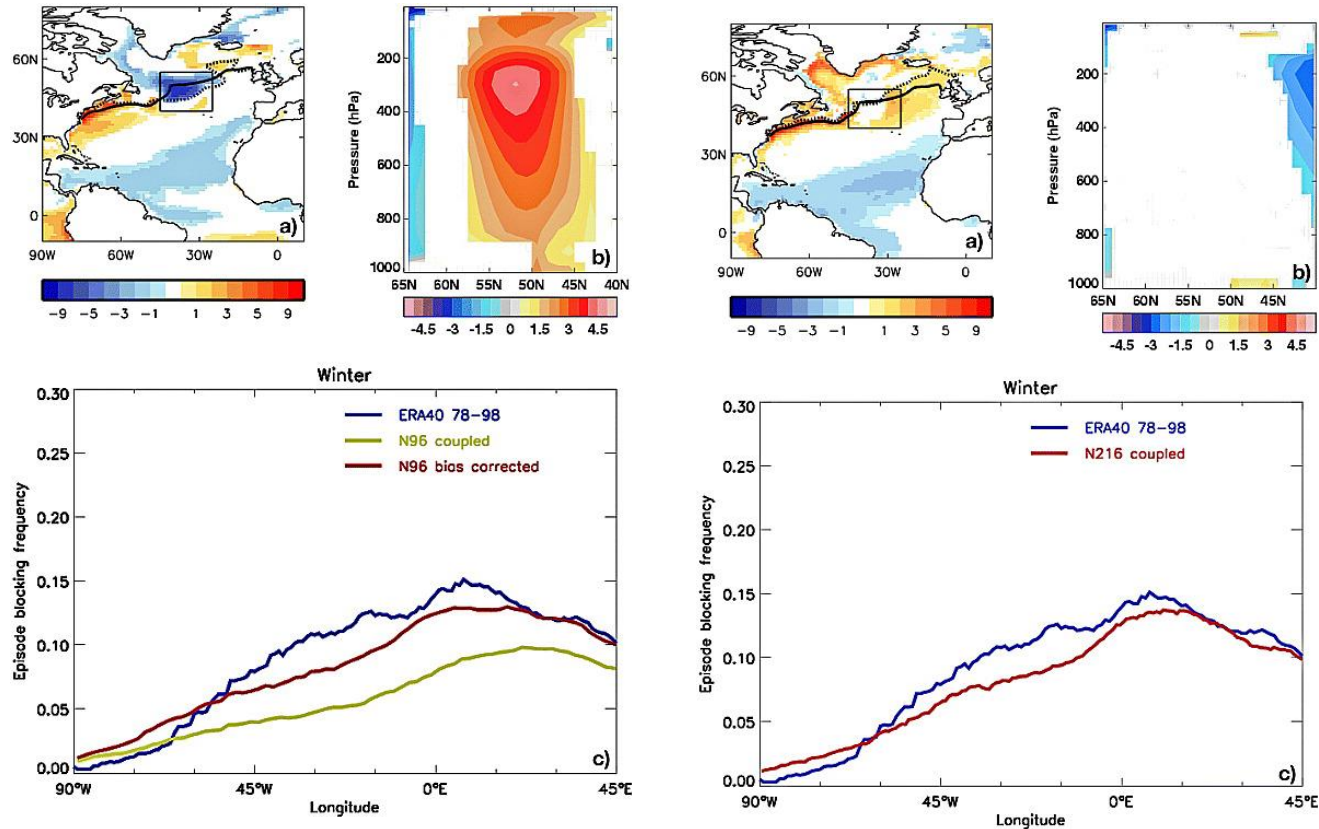 60N
30N
0
90W 60W 30W 0
a)
-9 -5 -3 -1 1 3 5 9
Pressure (hPa)
200
400
600
800
1000
65N 60N 55N 50N 45N 40N
b)
-4.5 -3 -1.5 0 1.5 3 4.5
60N
30N
0
90W 60W 30W 0
a)
-9 -5 -3 -1 1 3 5 9
Pressure (hPa)
200
400
600
800
1000
65N 60N 55N 50N 45N
b)
-4.5 -3 -1.5 0 1.5 3 4.5
Winter
Episode blocking frequency
0.30
0.25
0.20
0.15
0.10
0.05
0.00
ERA40 78-98
N96 coupled
N96 bias corrected
c)
90°W 45°W 0°E 45°E
Longitude
Winter
Episode blocking frequency
0.30
0.25
0.20
0.15
0.10
0.05
0.00
ERA40 78-98
N216 coupled
c)
90°W 45°W 0°E 45°E
Longitude